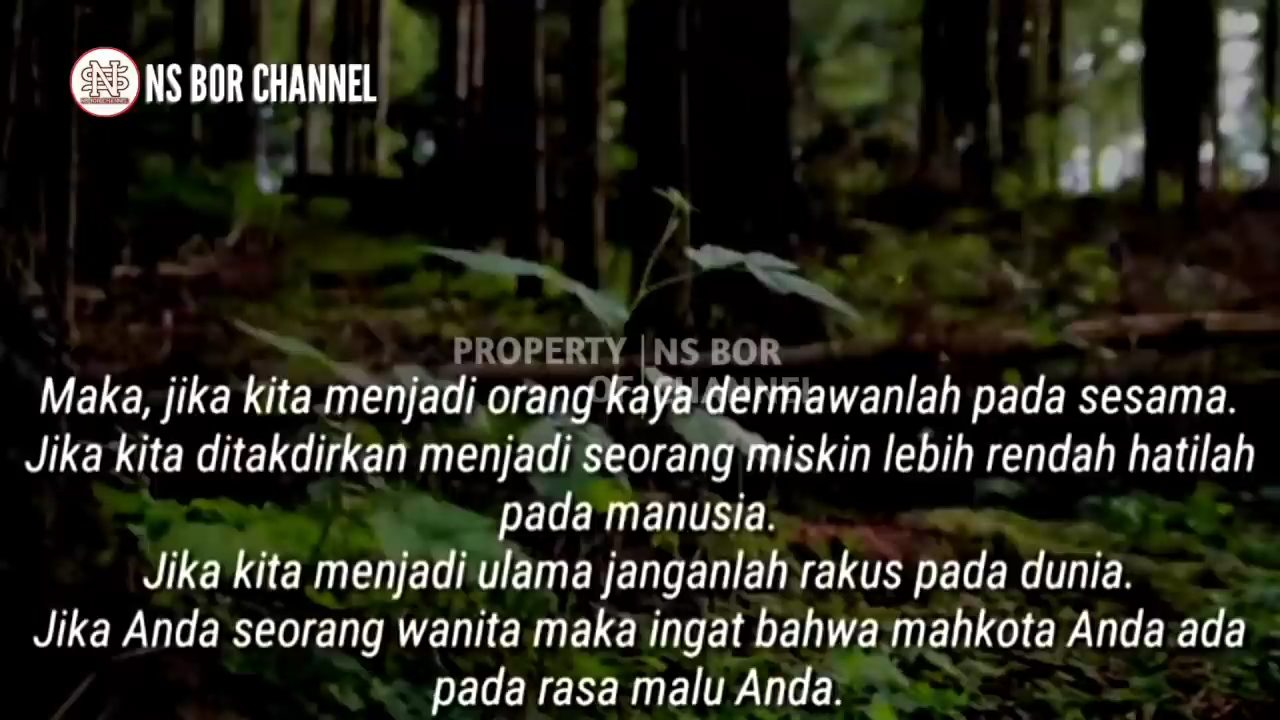 NS BOR CHANNEL
PROPERTY OF | NS BOR CHANNEL
Maka, jika kita menjadi orang kaya dermawanlah pada sesama.
Jika kita ditakdirkan menjadi seorang miskin lebih rendah hatilah
pada manusia.
Jika kita menjadi ulama janganlah rakus pada dunia.
Jika Anda seorang wanita maka ingat bahwa mahkota Anda ada
pada rasa malu Anda.